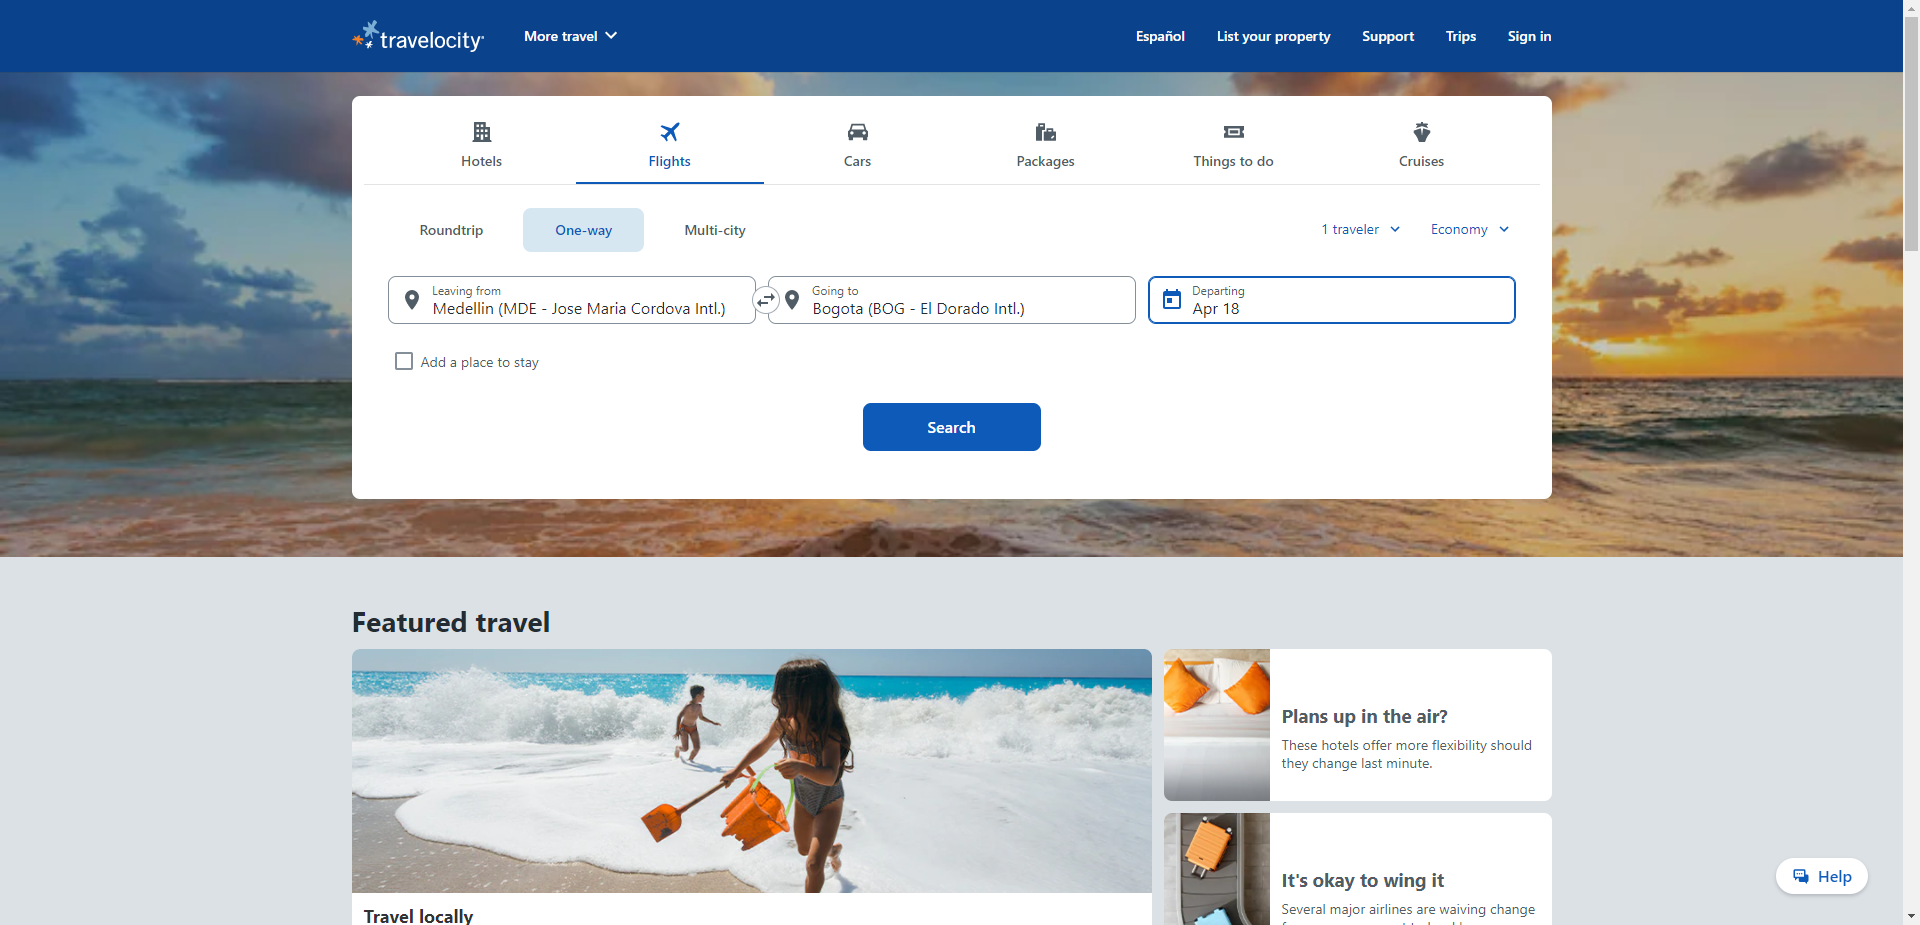 travelocity
More travel
Español
List your property
Support
Trips
Sign in
Hotels
Flights
Cars
Packages
Things to do
Cruises
Roundtrip
One-way
Multi-city
1 traveler
Economy
Leaving from
Medellin (MDE - Jose Maria Cordova Intl.)
Going to
Bogota (BOG - El Dorado Intl.)
Departing
Apr 18
Add a place to stay
Search
Featured travel
Plans up in the air?
These hotels offer more flexibility should
they change last minute.
It's okay to wing it
Several major airlines are waiving change
Travel locally
Help